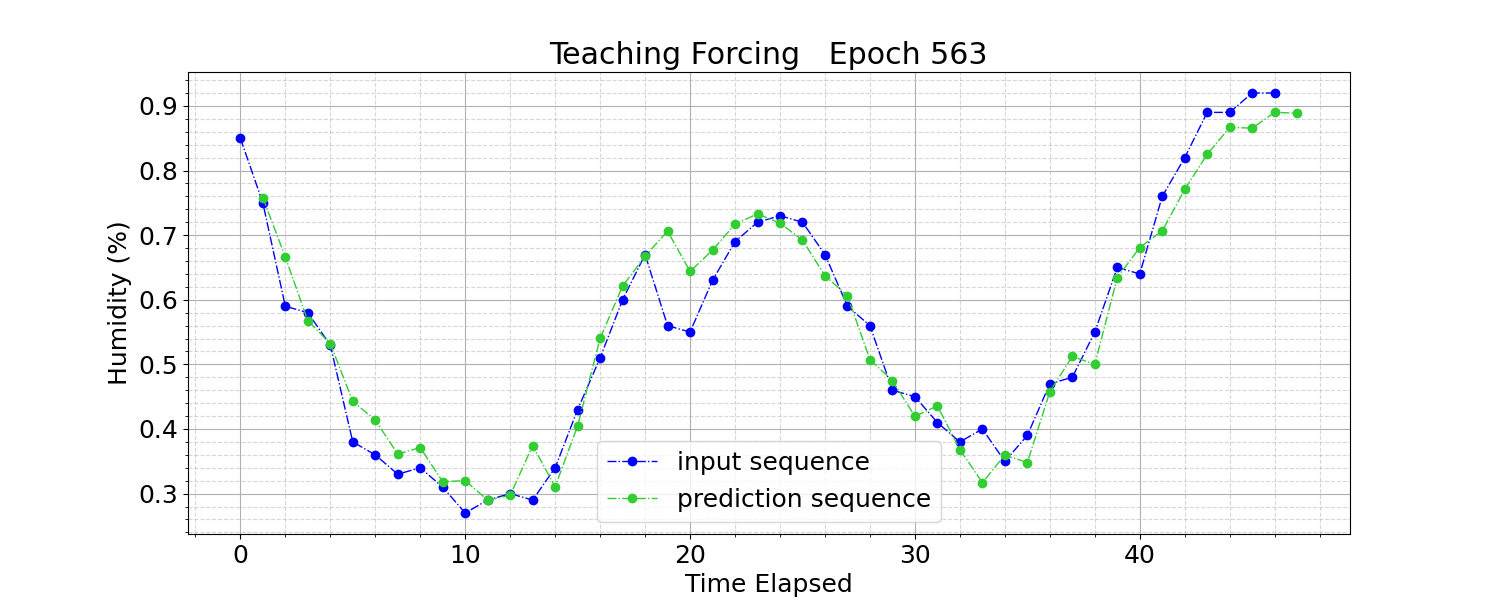 Teaching Forcing   Epoch 563
Humidity (%)
0.9
0.8
0.7
0.6
0.5
0.4
0.3
input sequence
prediction sequence
0 10 20 30 40
Time Elapsed